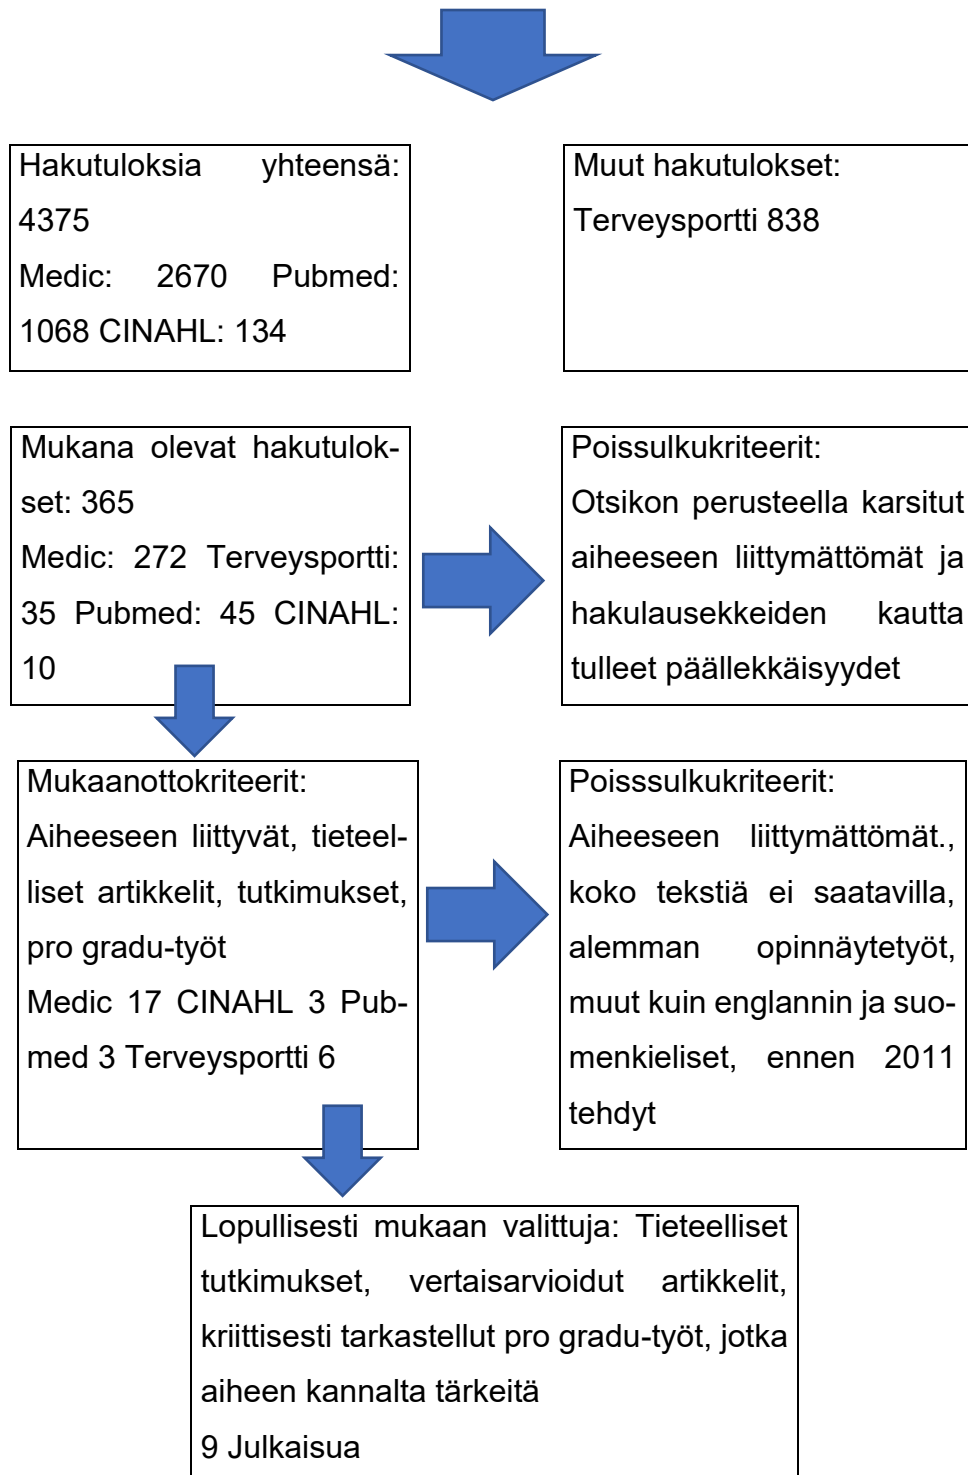 Hakutuloksia yhteensä:
4375
Medic: 2670 Pubmed:
1068 CINAHL: 134
Muut hakutulokset:
Terveysportti 838
Mukana olevat hakutulok-
set: 365
Medic: 272 Terveysportti:
35 Pubmed: 45 CINAHL:
10
Poissulkukriteerit:
Otsikon perusteella karsitut
aiheeseen liittymättömät ja
hakulausekkeiden kautta
tulleet päällekkäisyydet
Mukaanottokriteerit:
Aiheeseen liittyvät, tieteel-
liset artikkelit, tutkimukset,
pro gradu-työt
Medic 17 CINAHL 3 Pub-
med 3 Terveysportti 6
Poisssulkukriteerit:
Aiheeseen liittymättömät.,
koko tekstiä ei saatavilla,
alemman opinnäytetyöt,
muut kuin englannin ja suo-
menkieliset, ennen 2011
tehdyt
Lopullisesti mukaan valittuja: Tieteelliset
tutkimukset, vertaisarvioidut artikkelit,
kriittisesti tarkastellut pro gradu-työt, jotka
aiheen kannalta tärkeitä
9 Julkaisua